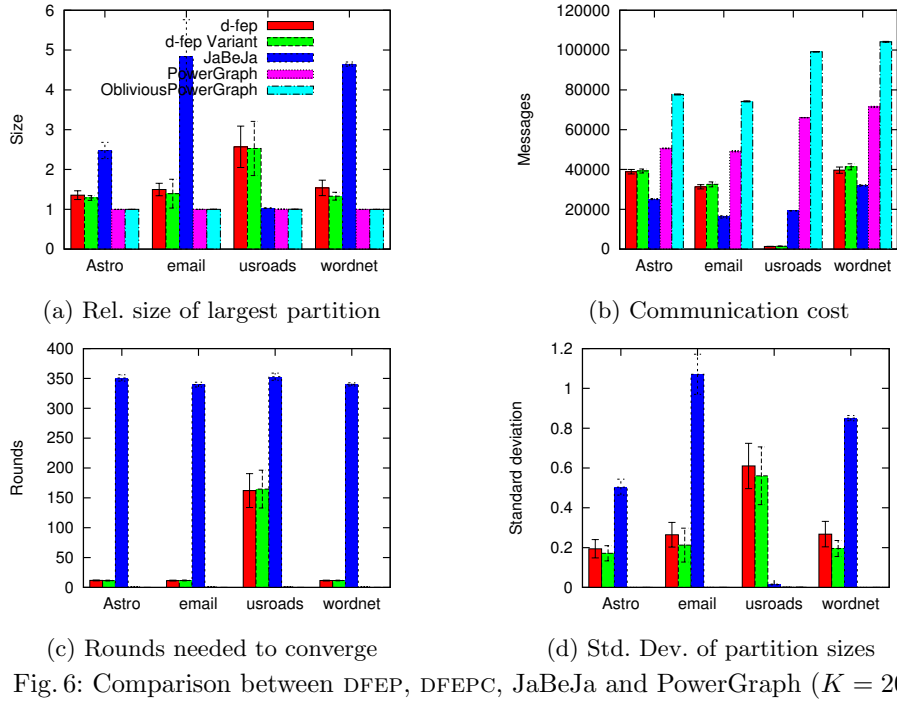 6
5
4
3
2
1
0
Size
d-fep
d-fep Variant
JaBeJa
PowerGraph
ObliviousPowerGraph
Astro email usroads wordnet
(a) Rel. size of largest partition
120000
100000
80000
60000
40000
20000
0
Messages
Astro email usroads wordnet
(b) Communication cost
400
350
300
250
200
150
100
50
0
Rounds
Astro email usroads wordnet
(c) Rounds needed to converge
1.2
1
0.8
0.6
0.4
0.2
0
Standard deviation
Astro email usroads wordnet
(d) Std. Dev. of partition sizes
Fig. 6: Comparison between DFEP, DFEPC, JaBeJa and PowerGraph (K = 20